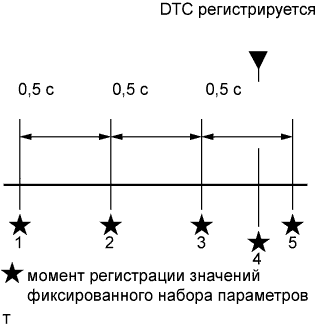 DTC регистрируется
0,5 с 0,5 с 0,5 с
1 2 3 4 5
момент регистрации значений
фиксированного набора параметров
т